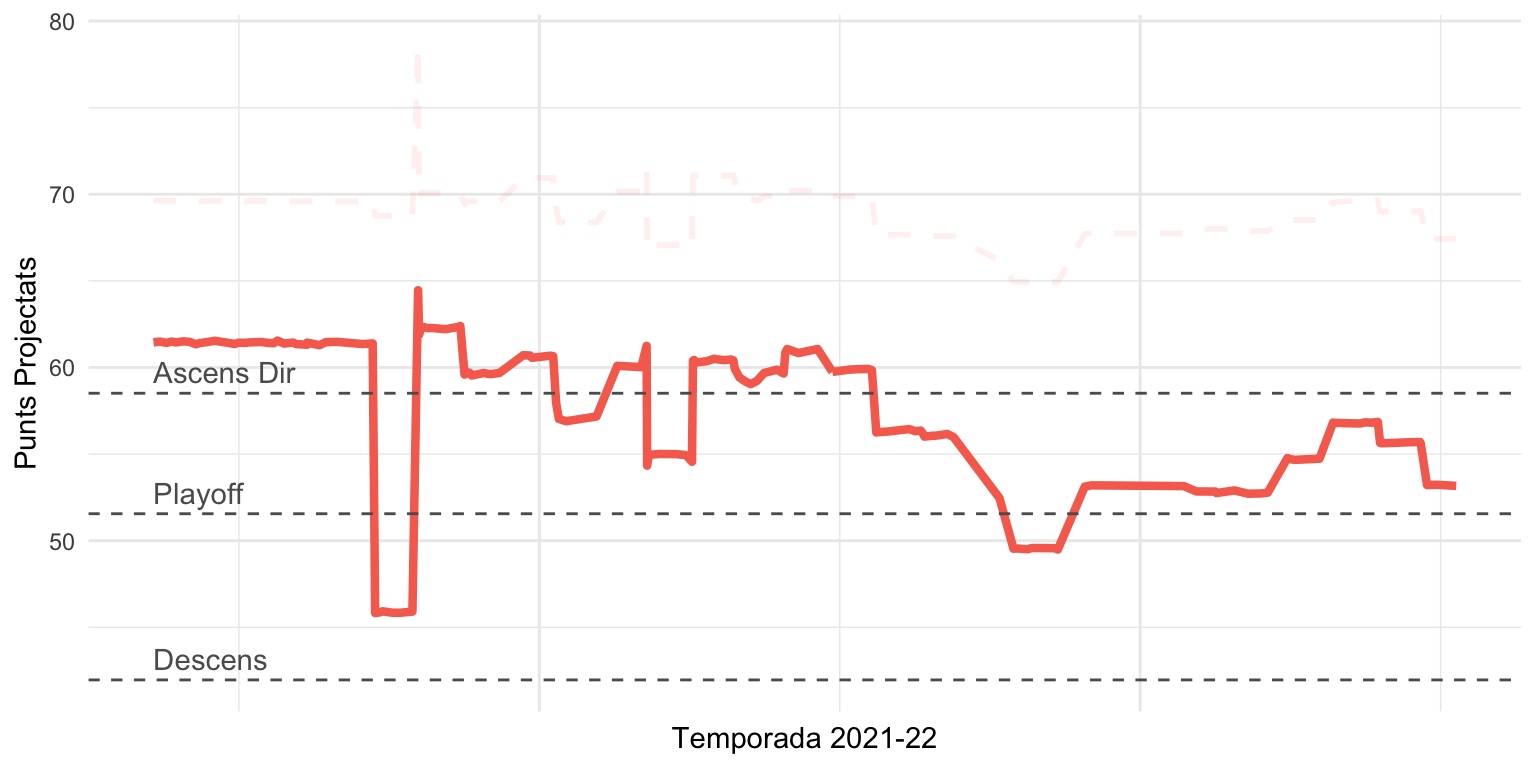 80
70
60
50
Punts Projectats
Ascens Dir
Playoff
Descens
Temporada 2021-22